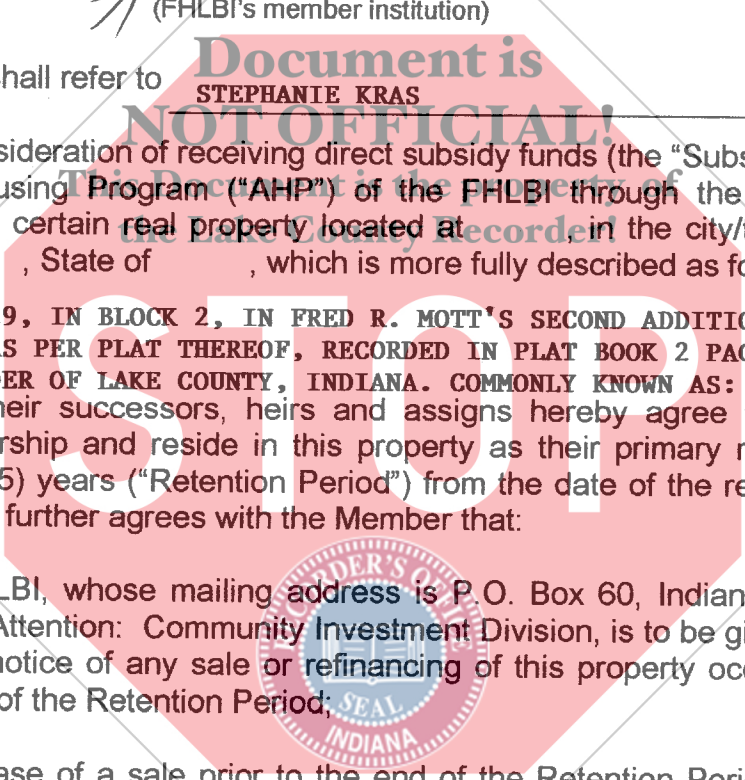 (FHLBI's member institution)
Document is
hall refer to STEPHANIE KRAS
NOT OFFICIAL!
sideration of receiving direct subsidy funds (the “Subs
using Program (“AHP”) of the FHLBI through the
This Document is the property of
certain real property located at , in the city/
the Lake County Recorder!
, State of , which is more fully described as fo
9, IN BLOCK 2, IN FRED R. MOTT'S SECOND ADDITIO
S PER PLAT THEREOF, RECORDED IN PLAT BOOK 2 PAG
DER OF LAKE COUNTY, INDIANA. COMMONLY KNOWN AS:
heir successors, heirs and assigns hereby agree
rship and reside in this property as their primary r
5) years (“Retention Period”) from the date of the re
further agrees with the Member that:
STOP
LBI, whose mailing address is P.O. Box 60, Indian
Attention: Community Investment Division, is to be gi
notice of any sale or refinancing of this property occ
of the Retention Period;
RECORDER'S OF
SEAL
INDIANA
ase of a sale prior to the end of the Retention Peri